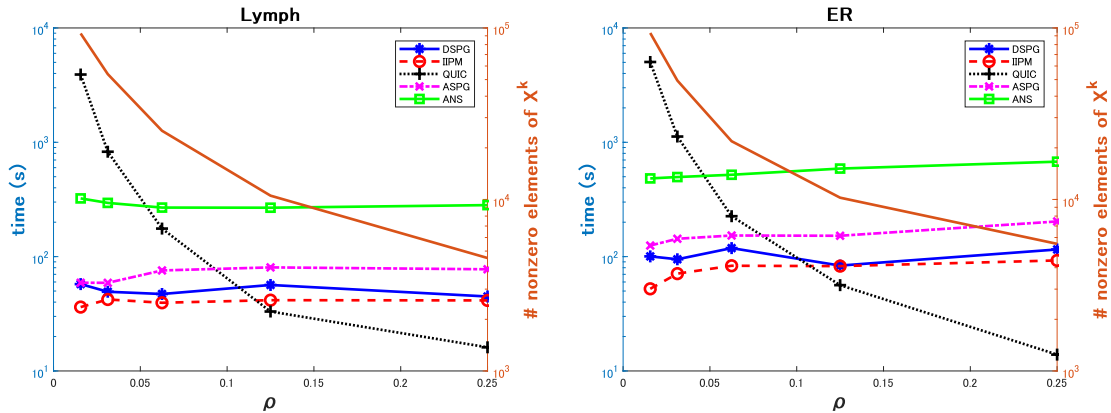 Lymph
10^4
10^3
10^2
10^1
time (s)
0
0.05
0.1
0.15
0.2
0.25
ρ
10^5
10^4
10^3
# nonzero elements of X^k
DSPG
IIPM
QUIC
ASPG
ANS
ER
10^4
10^3
10^2
10^1
time (s)
0
0.05
0.1
0.15
0.2
0.25
ρ
10^5
10^4
10^3
# nonzero elements of X^k
DSPG
IIPM
QUIC
ASPG
ANS